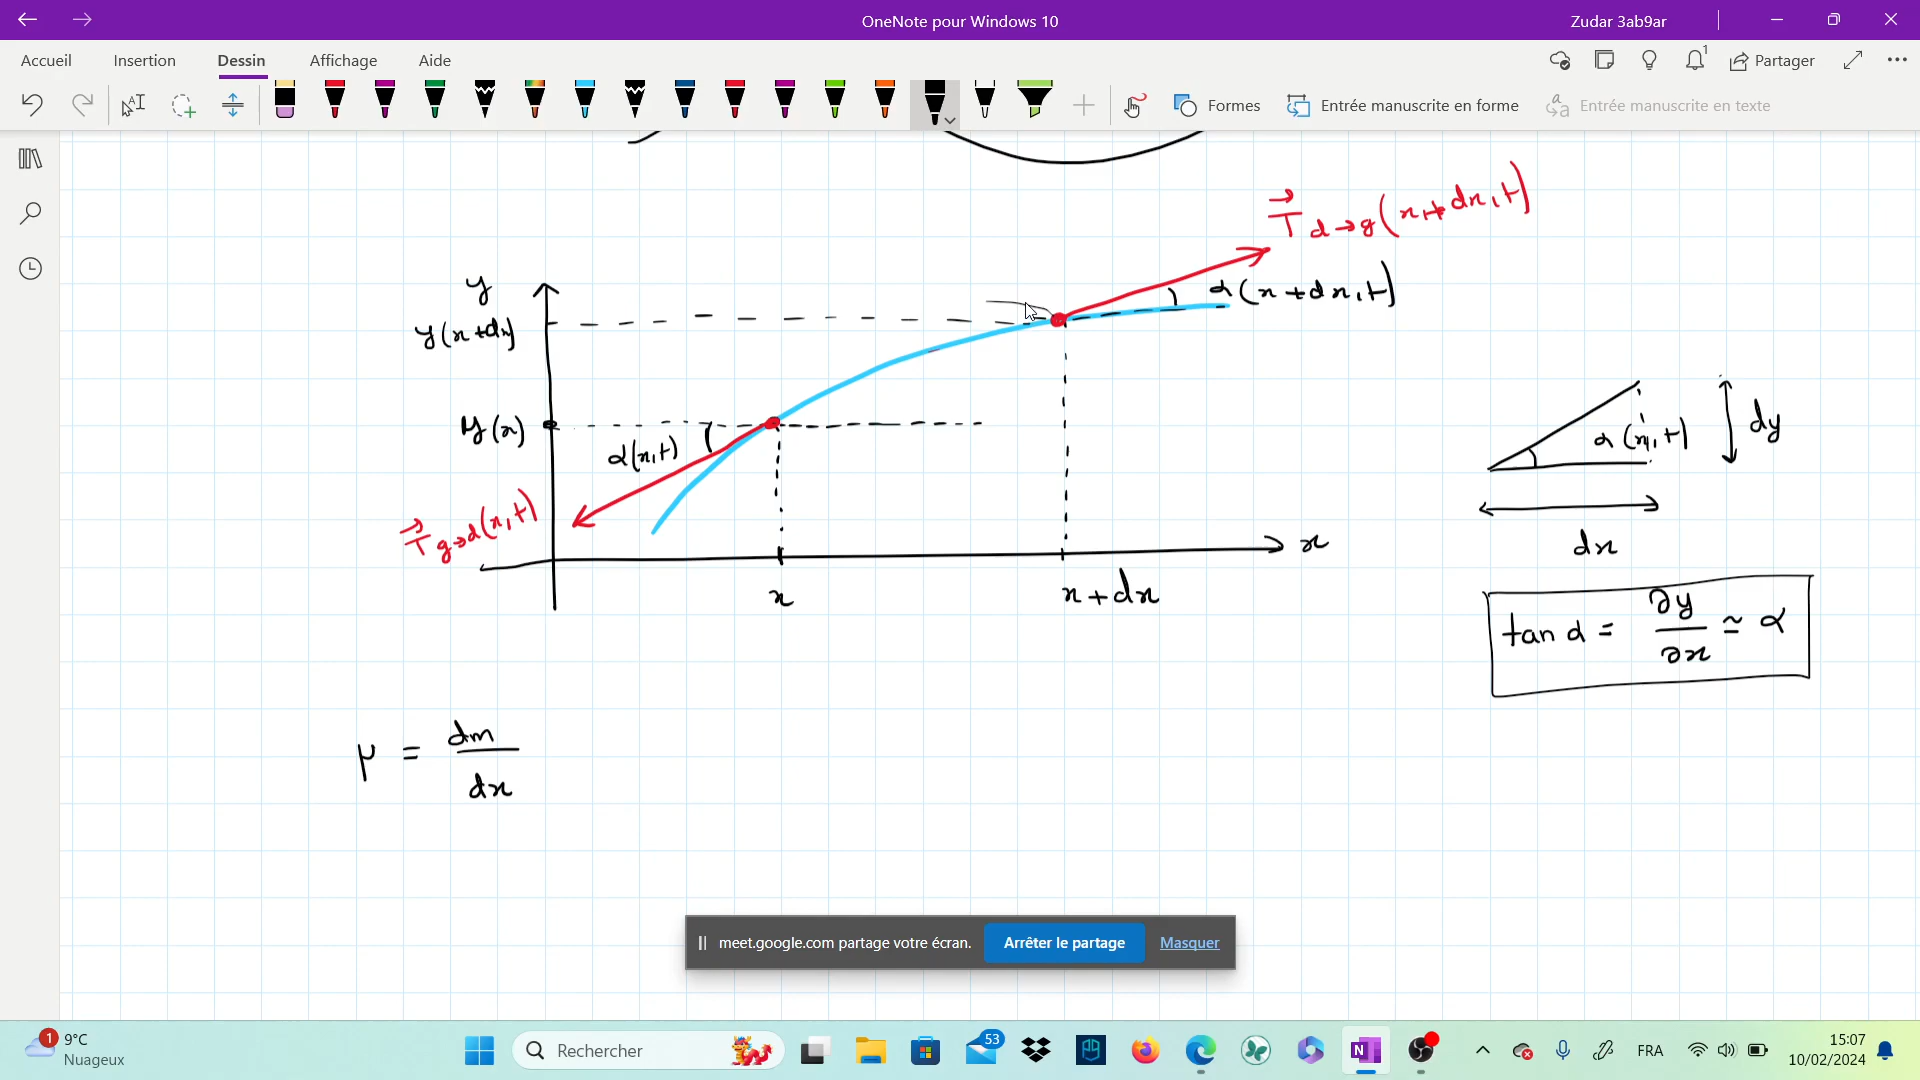 OneNote pour Windows 10
Zudar 3ab9ar
Accueil
Insertion
Dessin
Affichage
Aide
1
Partager
Formes
Entrée manuscrite en forme
Entrée manuscrite en texte
T d→g (x+dx,t)
y
y(x+dx)
α(x+dx,t)
y(x)
α(x,t)
T g→d(x,t)
x
x
x+dx
α(x,t)
dy
dx
tan α = ∂y/∂x ≃ α
μ = dm/dx
meet.google.com partage votre écran.
Arrêter le partage
Masquer
1
9°C
Nuageux
Rechercher
53
FRA
15:07
10/02/2024